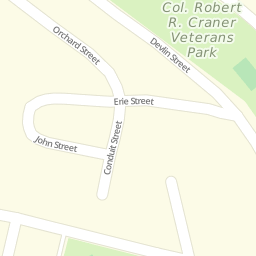 Col. Robert
R. Craner
Veterans
Park
Orchard Street
Devlin Street
Erie Street
John Street
Conduit Street